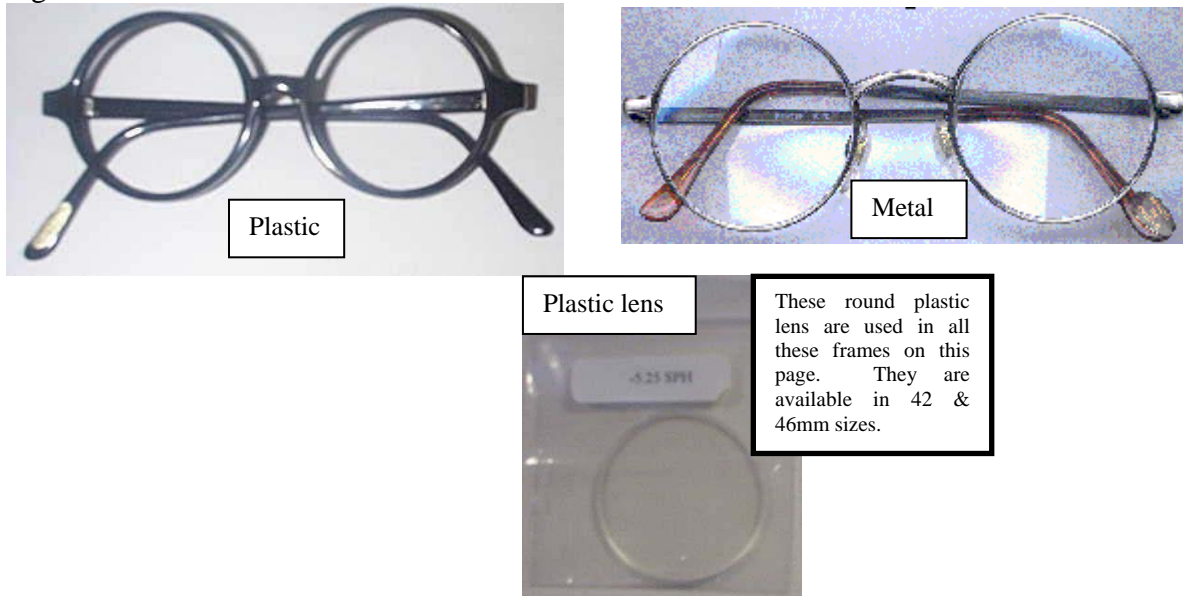 Plastic
Metal
Plastic lens
-5.25 SPH
These round plastic
lens are used in all
these frames on this
page. They are
available in 42 &
46mm sizes.